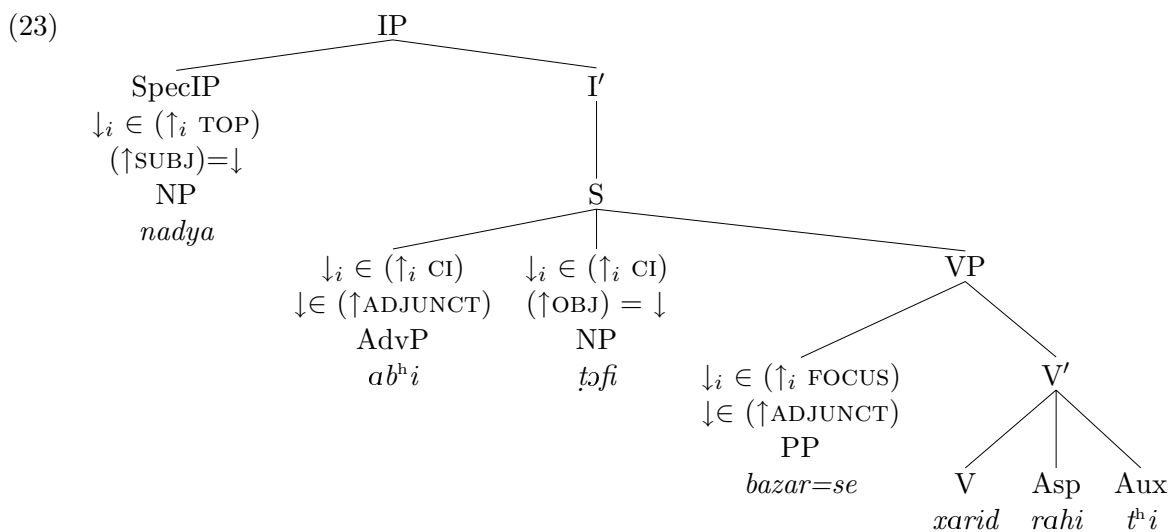 (23)
IP
SpecIP
↓ᵢ ∈ (↑ᵢ TOP)
(↑SUBJ)=↓
NP
nadya
I′
S
↓ᵢ ∈ (↑ᵢ CI)
↓∈ (↑ADJUNCT)
AdvP
abʰi
↓ᵢ ∈ (↑ᵢ CI)
(↑OBJ) = ↓
NP
ṭɔfi
VP
↓ᵢ ∈ (↑ᵢ FOCUS)
↓∈ (↑ADJUNCT)
PP
bazar=se
V′
V
xarid
Asp
rahi
Aux
tʰi